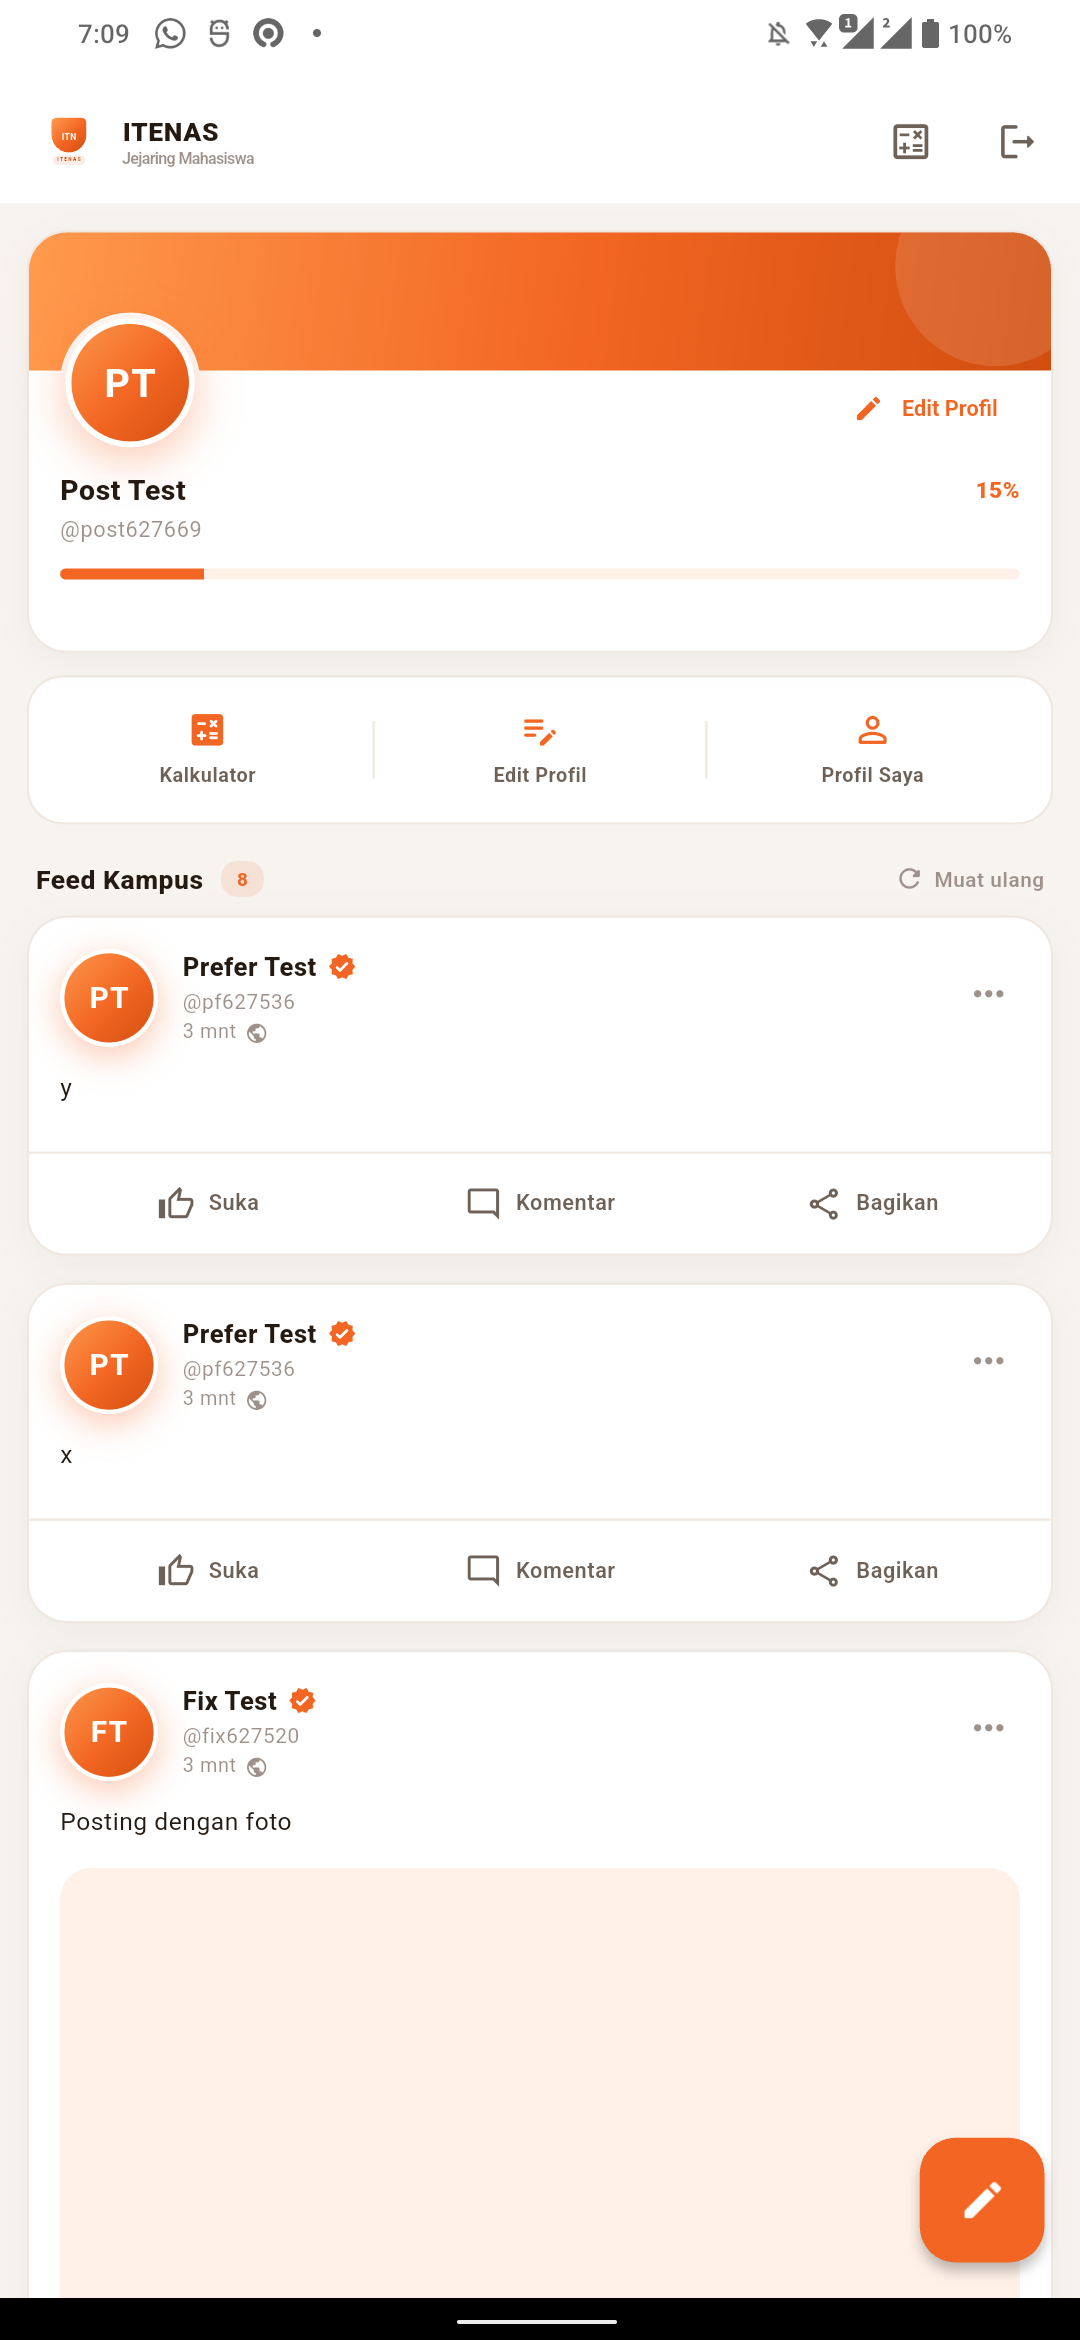 7:09
1
2
100%
ITN
ITENAS
ITENAS
Jejaring Mahasiswa
PT
Edit Profil
Post Test
15%
@post627669
Kalkulator
Edit Profil
Profil Saya
Feed Kampus
8
Muat ulang
PT
Prefer Test
@pf627536
3 mnt
y
Suka
Komentar
Bagikan
PT
Prefer Test
@pf627536
3 mnt
x
Suka
Komentar
Bagikan
FT
Fix Test
@fix627520
3 mnt
Posting dengan foto